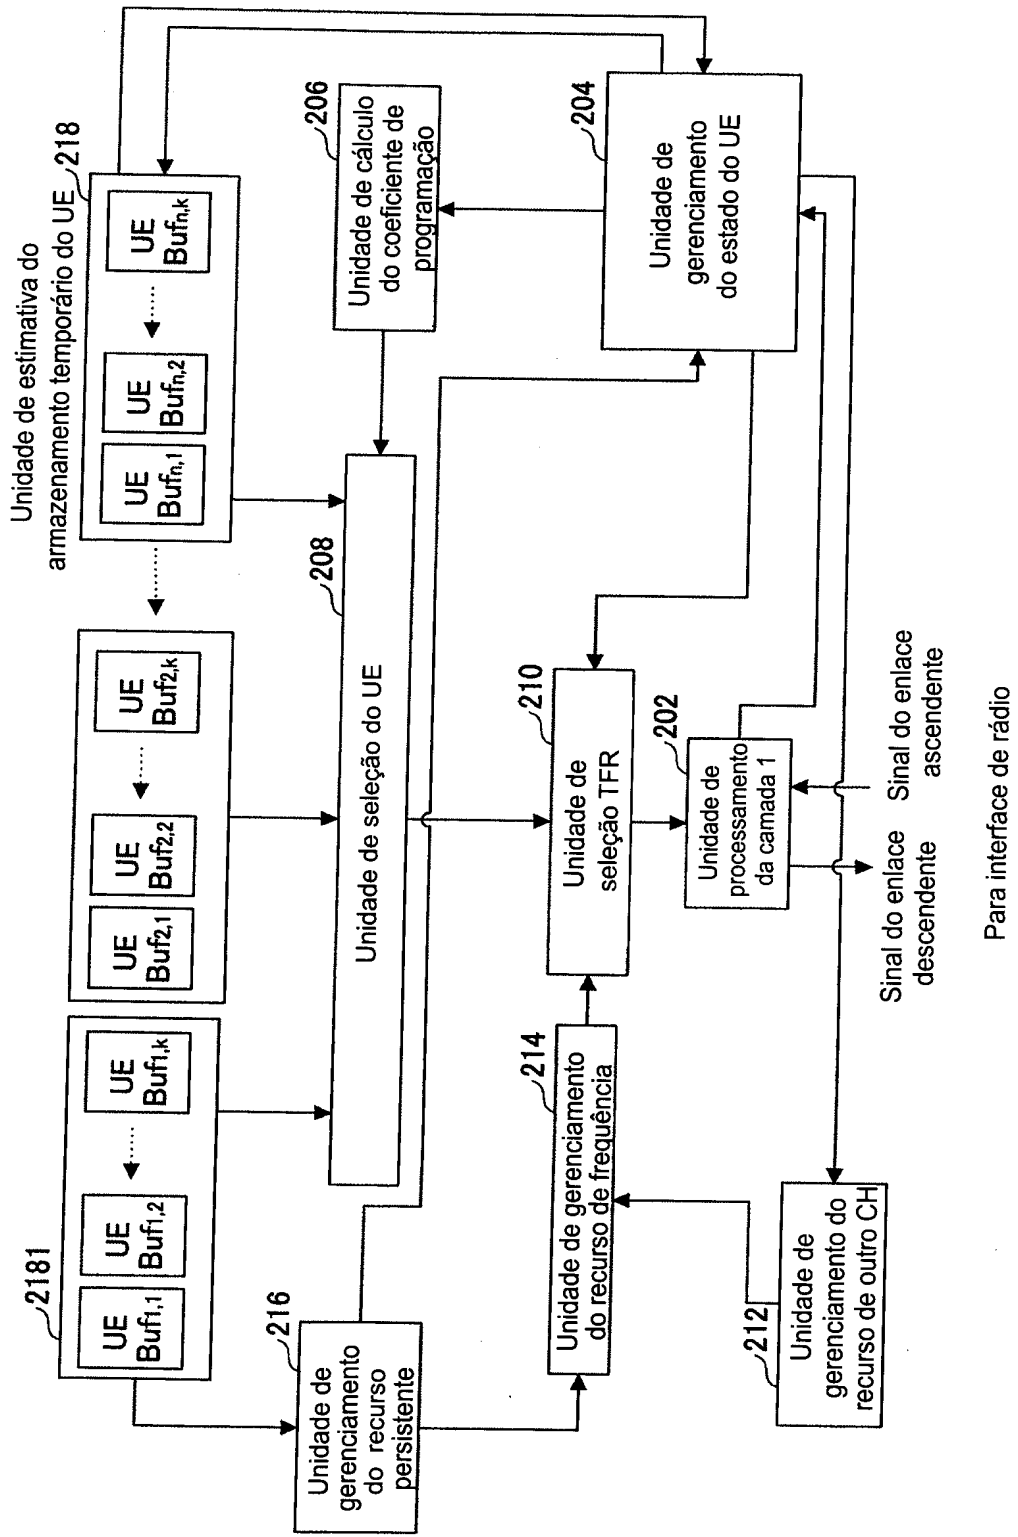 Unidade de estimativa do
armazenamento temporário do UE
218
2181
UE
Buf1,1
UE
Buf1,2
UE
Buf1,k
UE
Buf2,1
UE
Buf2,2
UE
Buf2,k
UE
Bufn,1
UE
Bufn,2
UE
Bufn,k
216
Unidade de
gerenciamento
do recurso
persistente
208
Unidade de seleção do UE
206
Unidade de cálculo
do coeficiente de
programação
214
Unidade de gerenciamento
do recurso de frequência
210
Unidade de
seleção TFR
204
Unidade de
gerenciamento
do estado do UE
202
Unidade de
processamento
da camada 1
212
Unidade de
gerenciamento do
recurso de outro CH
Sinal do enlace
descendente
Sinal do enlace
ascendente
Para interface de rádio